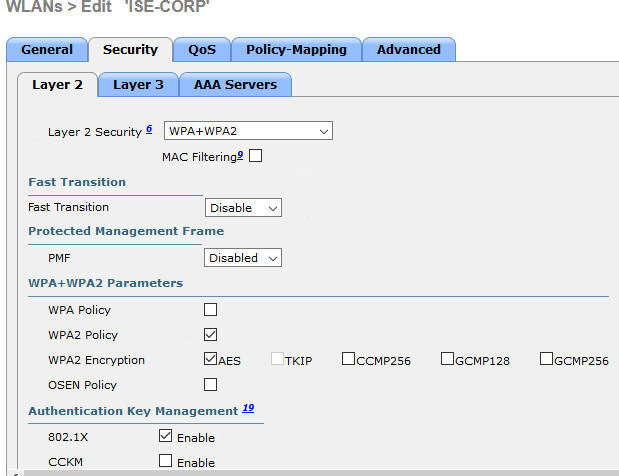 WLANs > Edit 'ISE-CORP'
General Security QoS Policy-Mapping Advanced
Layer 2 Layer 3 AAA Servers
Layer 2 Security 6 WPA+WPA2
MAC Filtering 9
Fast Transition
Fast Transition Disable
Protected Management Frame
PMF Disabled
WPA+WPA2 Parameters
WPA Policy
WPA2 Policy
WPA2 Encryption AES TKIP CCMP256 GCMP128 GCMP256
OSEN Policy
Authentication Key Management 19
802.1X Enable
CCKM Enable